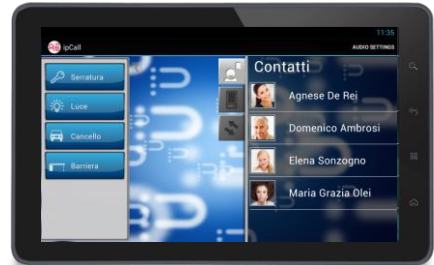 11:35
ipCall
AUDIO SETTINGS
Serratura
Luce
Cancello
Barriera
Contatti
Agnese De Rei
Domenico Ambrosi
Elena Sonzogno
Maria Grazia Olei